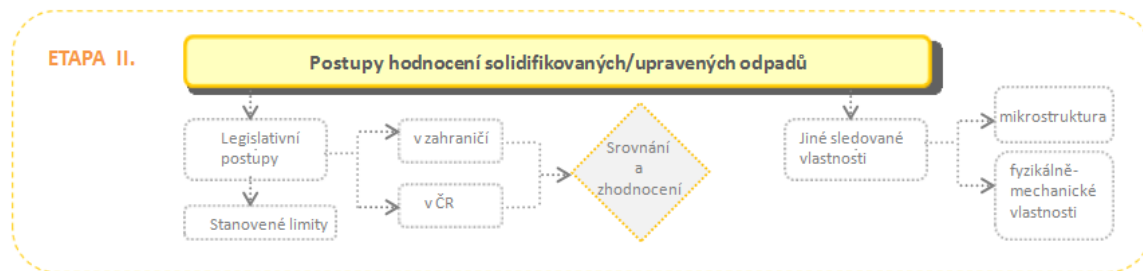 ETAPA II.
Postupy hodnocení solidifikovaných/upravených odpadů
Legislativní
postupy
Stanovené limity
v zahraničí
v ČR
Srovnání
a
zhodnocení
Jiné sledované
vlastnosti
mikrostruktura
fyzikálně-
mechanické
vlastnosti